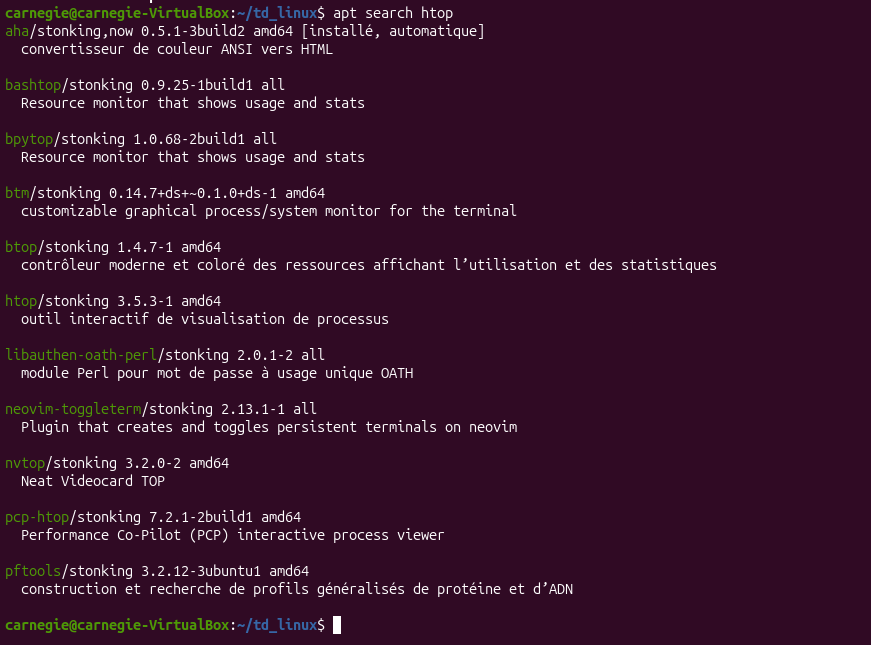 carnegie@carnegie-VirtualBox:~/td_linux$ apt search htop
aha/stonking,now 0.5.1-3build2 amd64 [installé, automatique]
  convertisseur de couleur ANSI vers HTML

bashtop/stonking 0.9.25-1build1 all
  Resource monitor that shows usage and stats

bpytop/stonking 1.0.68-2build1 all
  Resource monitor that shows usage and stats

btm/stonking 0.14.7+ds+~0.1.0+ds-1 amd64
  customizable graphical process/system monitor for the terminal

btop/stonking 1.4.7-1 amd64
  contrôleur moderne et coloré des ressources affichant l’utilisation et des statistiques

htop/stonking 3.5.3-1 amd64
  outil interactif de visualisation de processus

libauthen-oath-perl/stonking 2.0.1-2 all
  module Perl pour mot de passe à usage unique OATH

neovim-toggleterm/stonking 2.13.1-1 all
  Plugin that creates and toggles persistent terminals on neovim

nvtop/stonking 3.2.0-2 amd64
  Neat Videocard TOP

pcp-htop/stonking 7.2.1-2build1 amd64
  Performance Co-Pilot (PCP) interactive process viewer

pftools/stonking 3.2.12-3ubuntu1 amd64
  construction et recherche de profils généralisés de protéine et d’ADN

carnegie@carnegie-VirtualBox:~/td_linux$